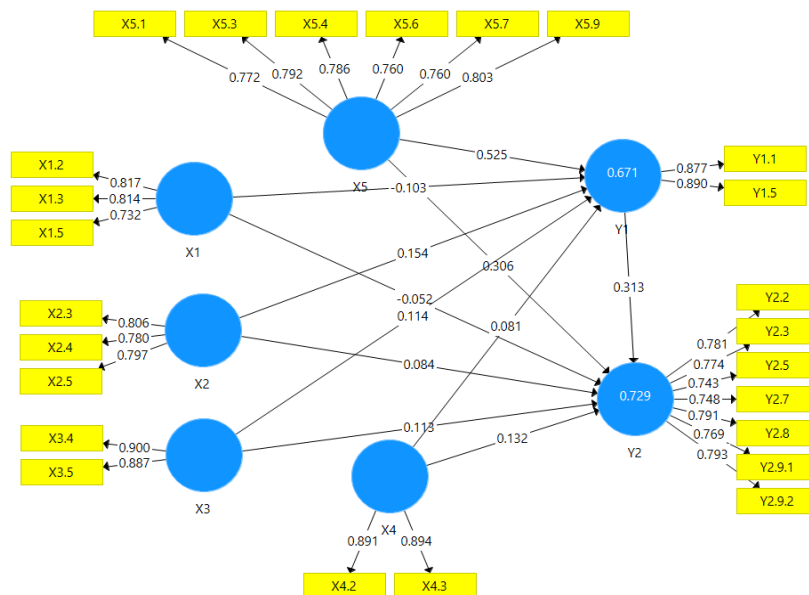 X5.1 X5.3 X5.4 X5.6 X5.7 X5.9
0.772 0.792 0.786 0.760 0.760 0.803
X5
X1.2
X1.3
X1.5
0.817
0.814
0.732
X1
0.525
-0.103
0.671
Y1
0.877
0.890
Y1.1
Y1.5
0.154
0.306
-0.052
0.114
0.081
0.313
X2.3
X2.4
X2.5
0.806
0.780
0.797
X2
0.084
0.113
0.132
0.729
Y2
0.781
0.774
0.743
0.748
0.791
0.769
0.793
Y2.2
Y2.3
Y2.5
Y2.7
Y2.8
Y2.9.1
Y2.9.2
X3.4
X3.5
0.900
0.887
X3
X4
0.891 0.894
X4.2 X4.3